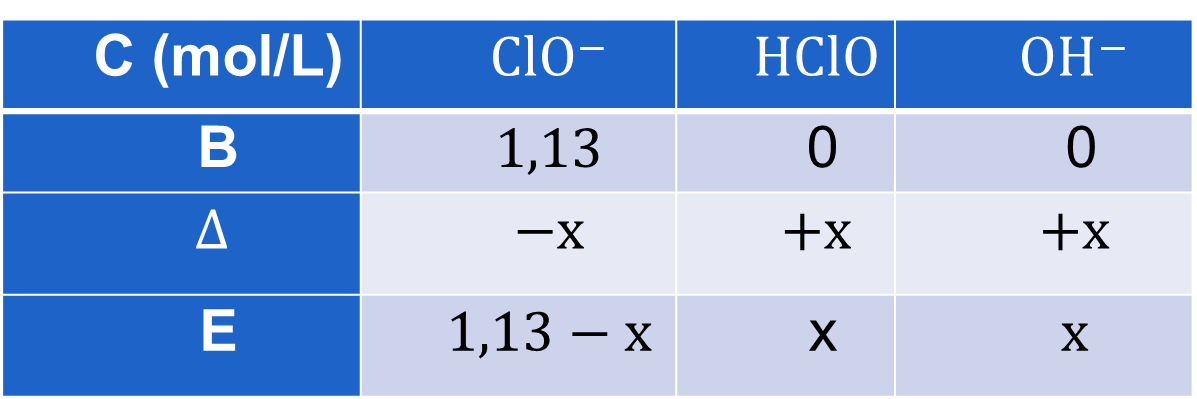 C (mol/L) ClO⁻ HClO OH⁻
B 1,13 0 0
Δ −x +x +x
E 1,13 − x x x